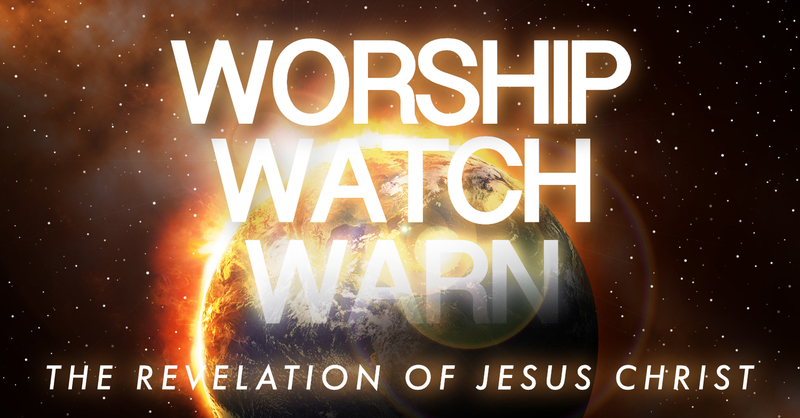 WORSHIP
WATCH
WARN
THE REVELATION OF JESUS CHRIST